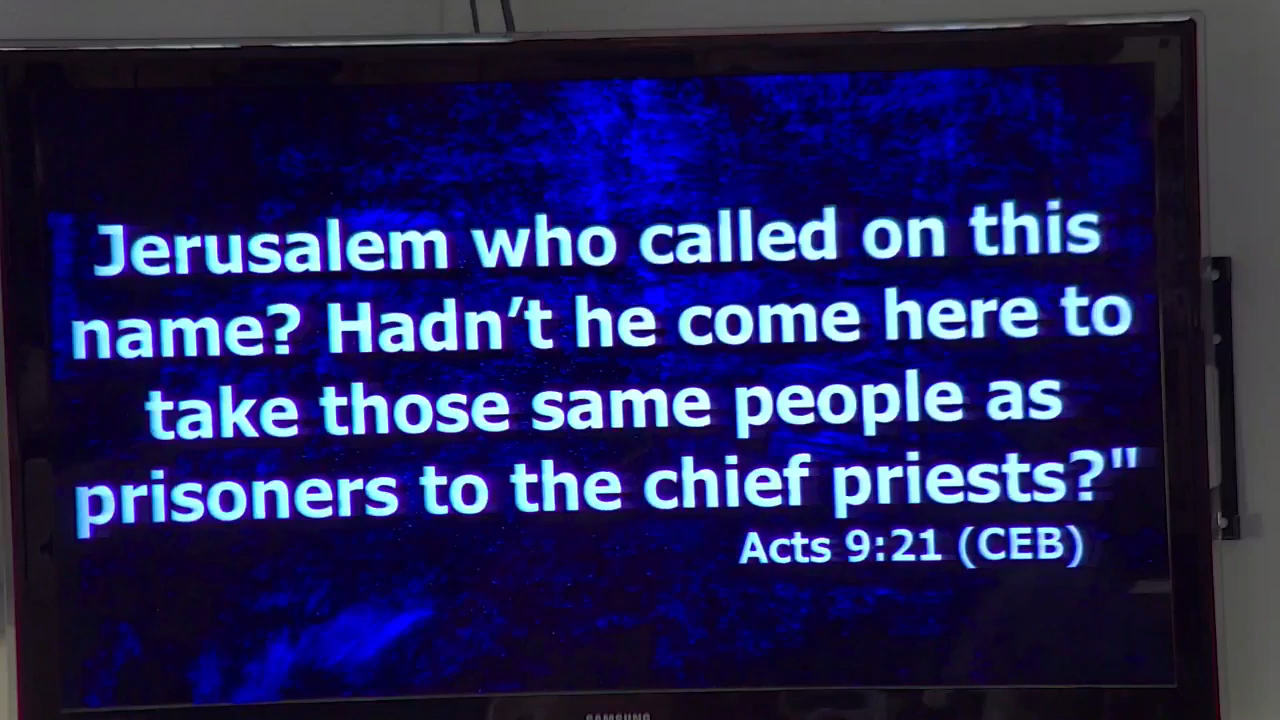 Jerusalem who called on this
name? Hadn’t he come here to
take those same people as
prisoners to the chief priests?"
Acts 9:21 (CEB)
SAMSUNG